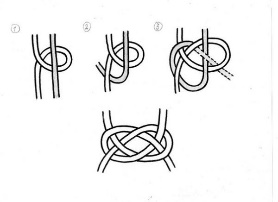 ① ② ③